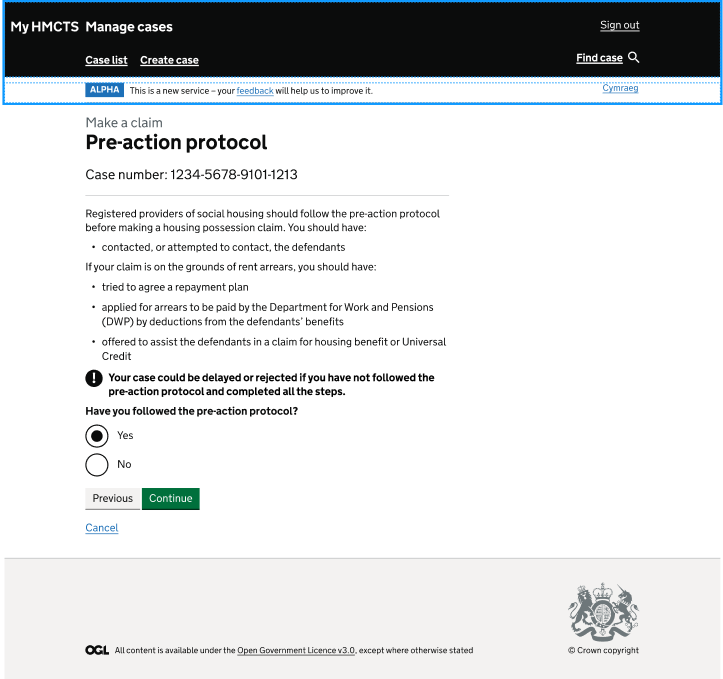 My HMCTS Manage cases
Sign out
Case list Create case
Find case
ALPHA This is a new service – your feedback will help us to improve it.
Cymraeg
Make a claim
Pre-action protocol
Case number: 1234-5678-9101-1213
Registered providers of social housing should follow the pre-action protocol
before making a housing possession claim. You should have:
• contacted, or attempted to contact, the defendants
If your claim is on the grounds of rent arrears, you should have:
• tried to agree a repayment plan
• applied for arrears to be paid by the Department for Work and Pensions
(DWP) by deductions from the defendants' benefits
• offered to assist the defendants in a claim for housing benefit or Universal
Credit
! Your case could be delayed or rejected if you have not followed the
pre-action protocol and completed all the steps.
Have you followed the pre-action protocol?
Yes
No
Previous Continue
Cancel
OGL All content is available under the Open Government Licence v3.0, except where otherwise stated
© Crown copyright